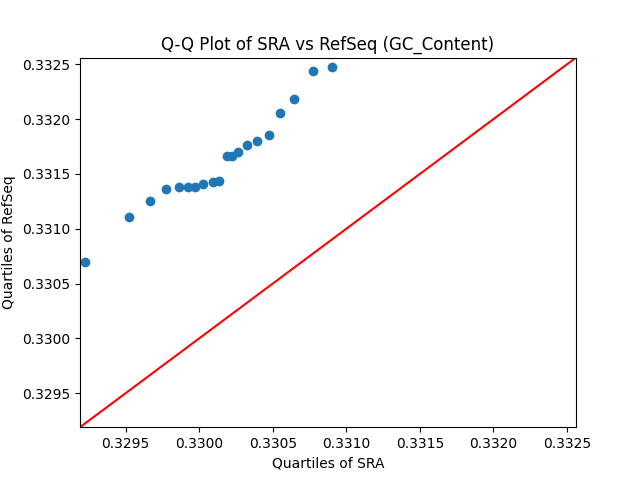 Q-Q Plot of SRA vs RefSeq (GC_Content)
0.3325
0.3320
0.3315
0.3310
0.3305
0.3300
0.3295
Quartiles of RefSeq
0.3295 0.3300 0.3305 0.3310 0.3315 0.3320 0.3325
Quartiles of SRA